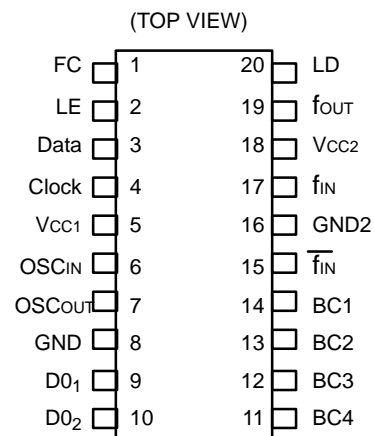 (TOP VIEW)
FC 1 20 LD
LE 2 19 fOUT
Data 3 18 VCC2
Clock 4 17 fIN
VCC1 5 16 GND2
OSCIN 6 15 f̅I̅N̅
OSCOUT 7 14 BC1
GND 8 13 BC2
D0₁ 9 12 BC3
D0₂ 10 11 BC4